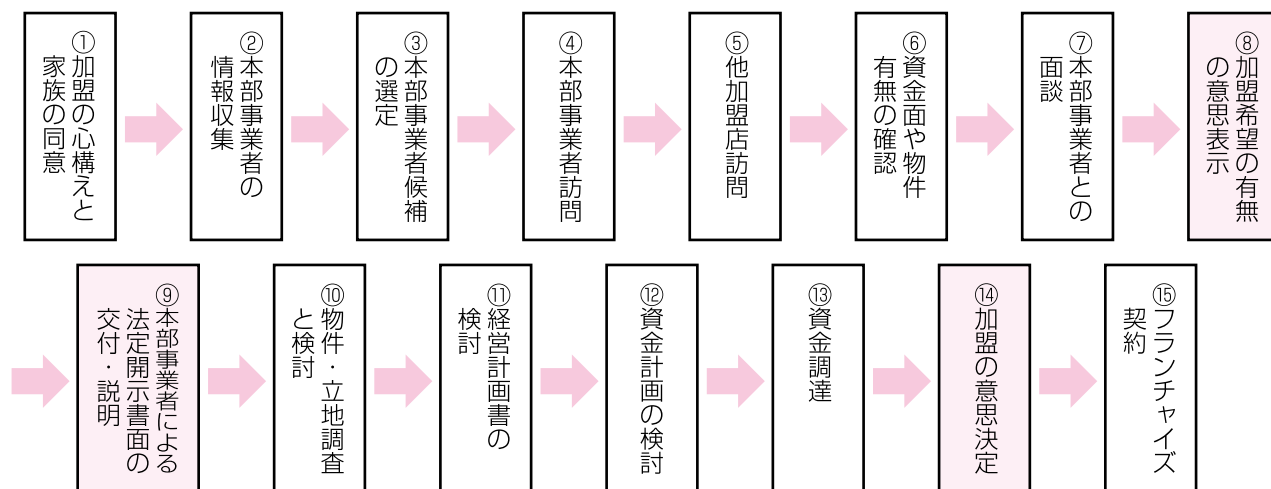 ①加盟の心構えと
家族の同意
②本部事業者の
情報収集
③本部事業者候補
の選定
④本部事業者訪問
⑤他加盟店訪問
⑥資金面や物件
有無の確認
⑦本部事業者との
面談
⑧加盟希望の有無
の意思表示
⑨本部事業者による
法定開示書面の
交付・説明
⑩物件・立地調査
と検討
⑪経営計画書の
検討
⑫資金計画の検討
⑬資金調達
⑭加盟の意思決定
⑮フランチャイズ
契約